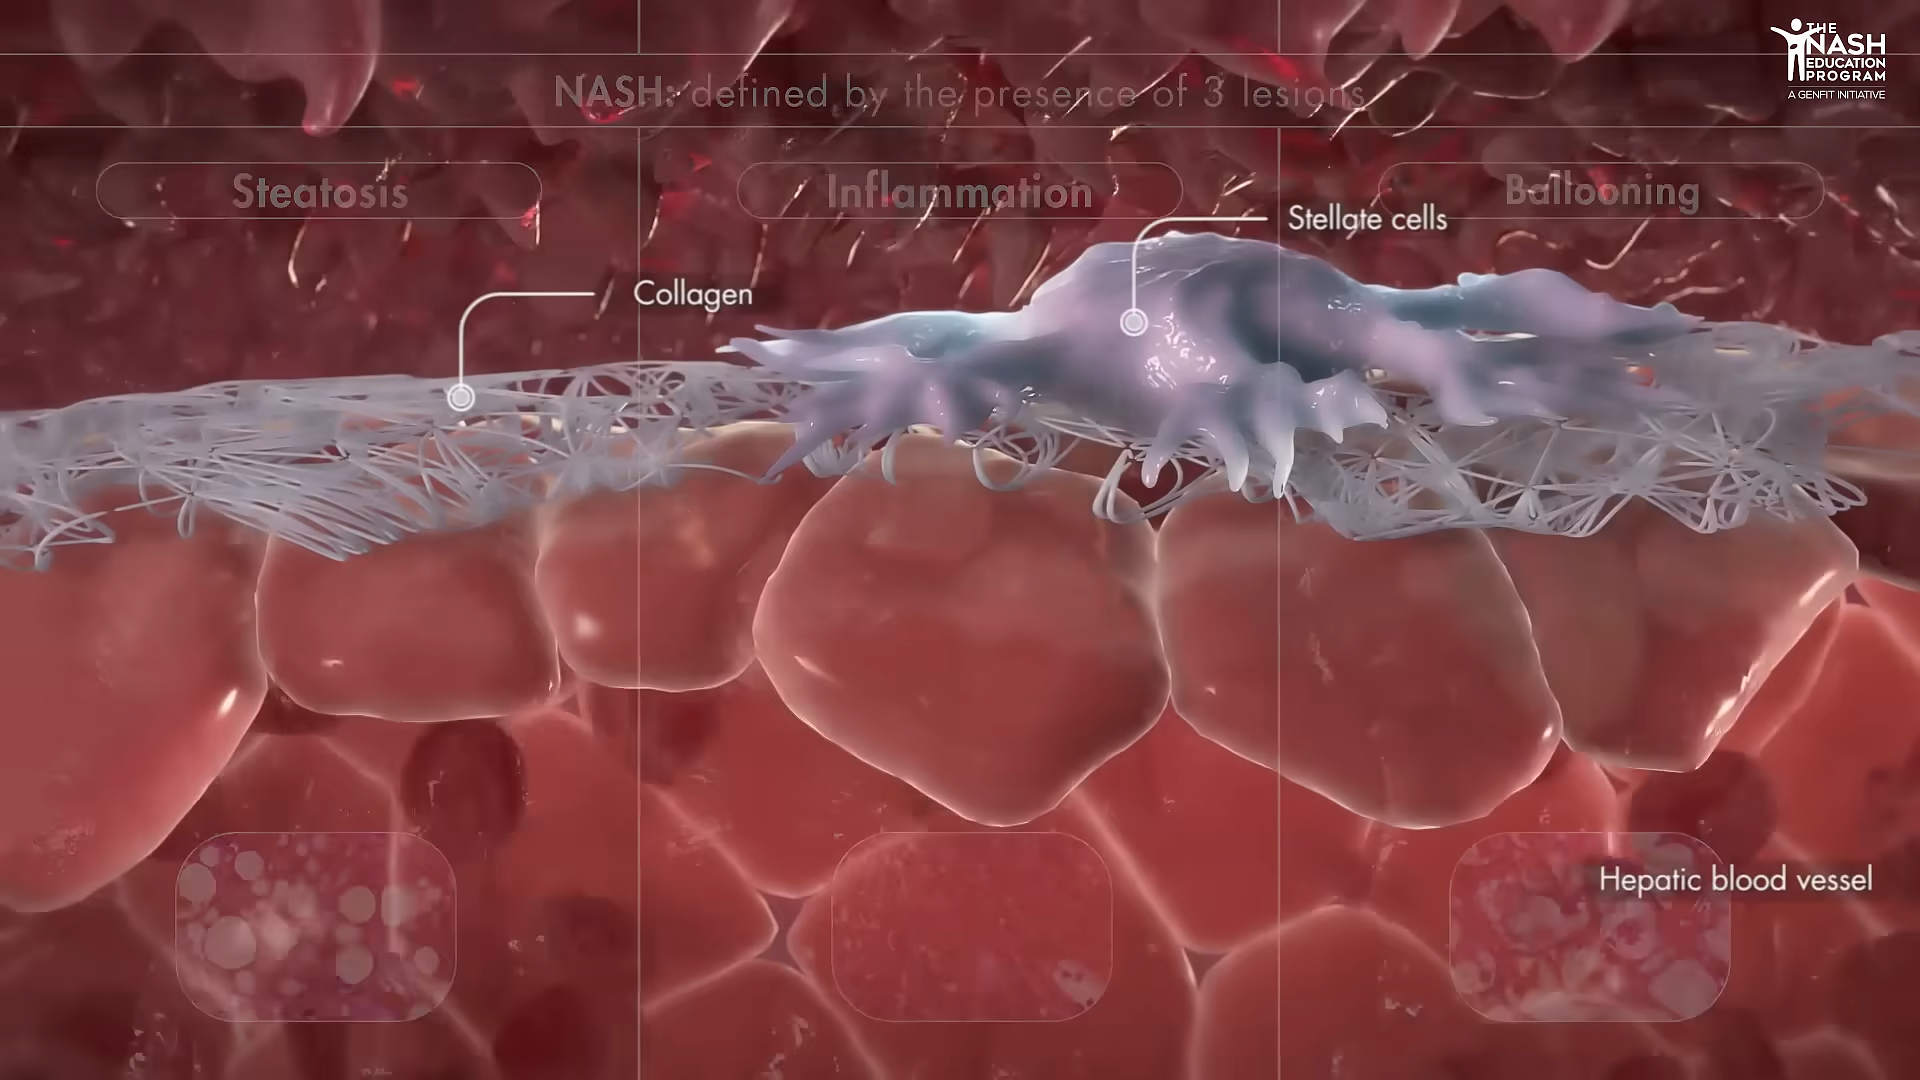 THE
NASH
EDUCATION
PROGRAM
A GENFIT INITIATIVE
NASH: defined by the presence of 3 lesions
Steatosis
Inflammation
Ballooning
Stellate cells
Collagen
Hepatic blood vessel